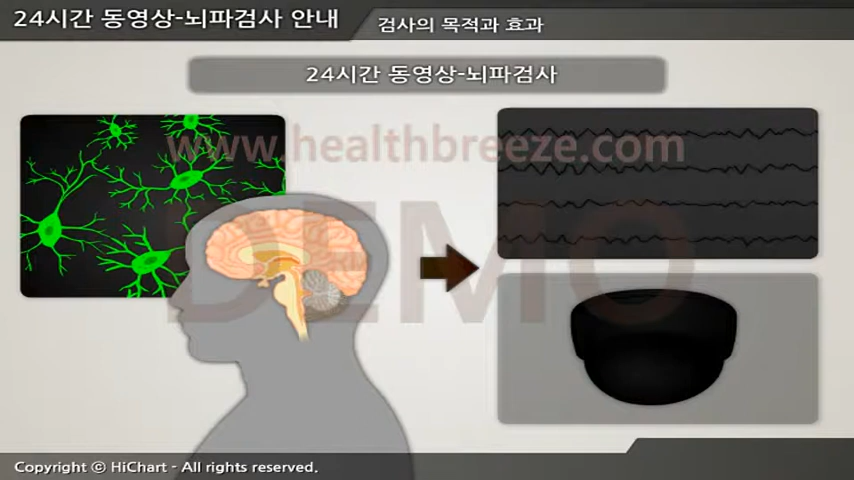 24시간 동영상-뇌파검사 안내
검사의 목적과 효과
24시간 동영상-뇌파검사
www.healthbreeze.com
DEMO
Copyright ⓒ HiChart - All rights reserved.